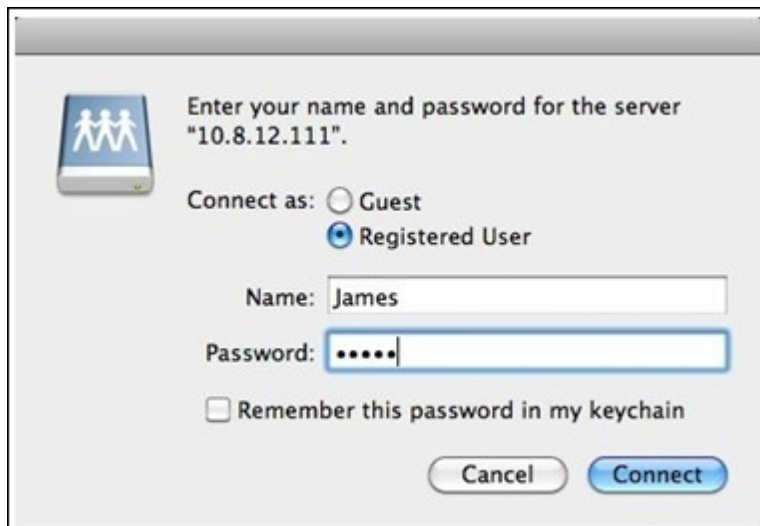 Enter your name and password for the server
"10.8.12.111".
Connect as: Guest
Registered User
Name: James
Password: •••••
Remember this password in my keychain
Cancel Connect